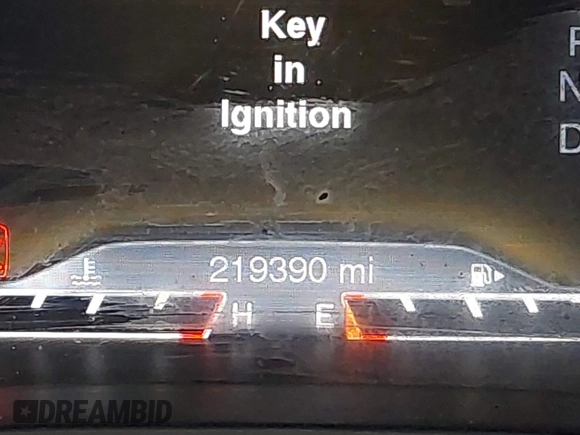 Key
in
Ignition
P
N
D
219390 mi
H E
DREAMBID